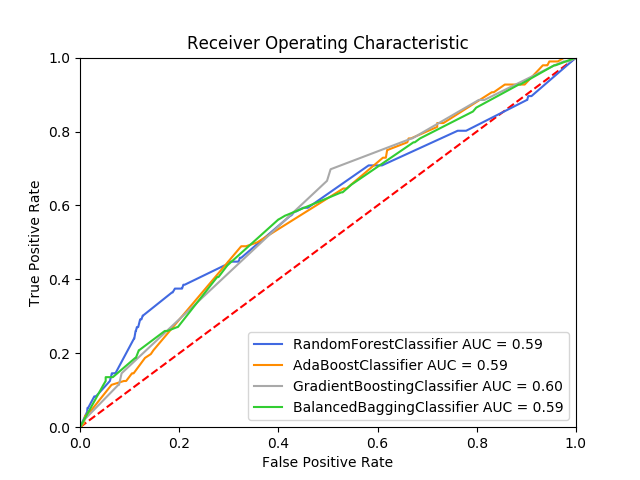 Receiver Operating Characteristic
True Positive Rate
1.0
0.8
0.6
0.4
0.2
0.0
RandomForestClassifier AUC = 0.59
AdaBoostClassifier AUC = 0.59
GradientBoostingClassifier AUC = 0.60
BalancedBaggingClassifier AUC = 0.59
0.0 0.2 0.4 0.6 0.8 1.0
False Positive Rate